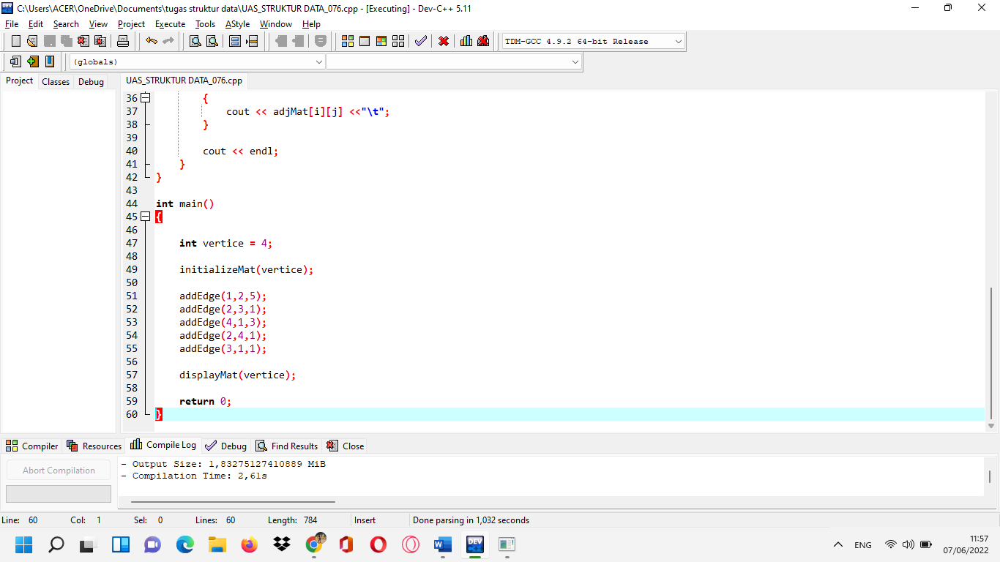 C:\Users\ACER\OneDrive\Documents\tugas struktur data\UAS_STRUKTUR DATA_076.cpp - [Executing] - Dev-C++ 5.11
File Edit Search View Project Execute Tools AStyle Window Help
TDM-GCC 4.9.2 64-bit Release
(globals)
Project Classes Debug
UAS_STRUKTUR DATA_076.cpp
36 {
37 cout << adjMat[i][j] <<"\t";
38 }
39
40 cout << endl;
41 }
42 }
43
44 int main()
45 {
46
47 int vertice = 4;
48
49 initializeMat(vertice);
50
51 addEdge(1,2,5);
52 addEdge(2,3,1);
53 addEdge(4,1,3);
54 addEdge(2,4,1);
55 addEdge(3,1,1);
56
57 displayMat(vertice);
58
59 return 0;
60 }
Compiler Resources Compile Log Debug Find Results Close
Abort Compilation
- Output Size: 1,83275127410889 MiB
- Compilation Time: 2,61s
Line: 60 Col: 1 Sel: 0 Lines: 60 Length: 784 Insert Done parsing in 1,032 seconds
ENG
11:57
07/06/2022